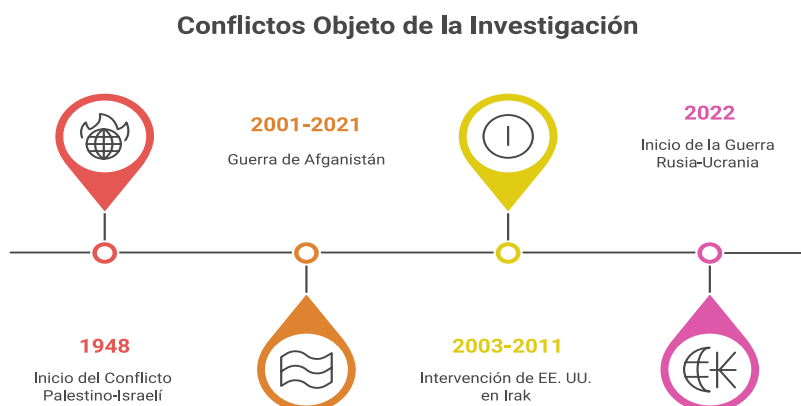 Conflictos Objeto de la Investigación
2001-2021
Guerra de Afganistán
2022
Inicio de la Guerra
Rusia-Ucrania
1948
Inicio del Conflicto
Palestino-Israelí
2003-2011
Intervención de EE. UU.
en Irak